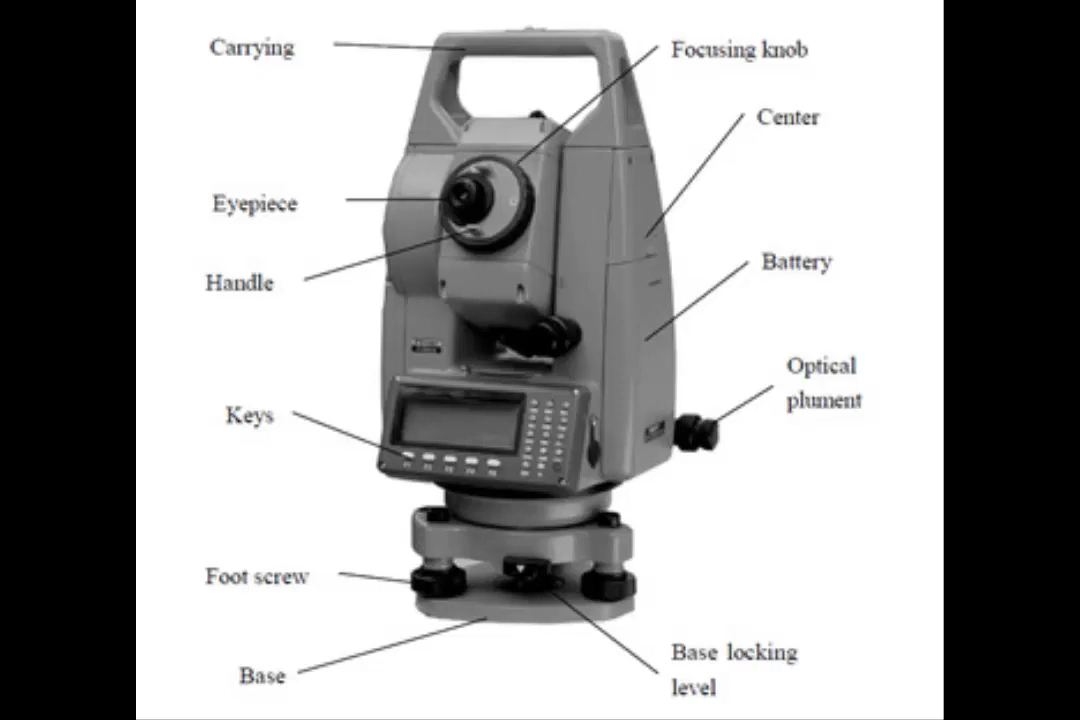 Carrying
Focusing knob
Center
Eyepiece
Battery
Handle
Optical
plument
Keys
Foot screw
Base locking
level
Base